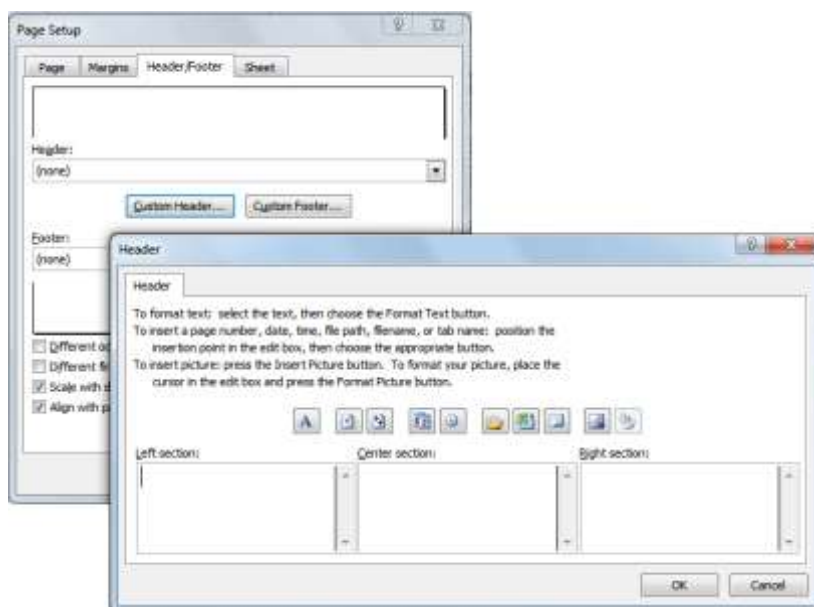 Page Setup
Page Margins Header/Footer Sheet
Header:
(none)
Custom Header... Custom Footer...
Footer:
(none)
Different
Different
Scale with
Align with
Header
Header
To format text: select the text, then choose the Format Text button.
To insert a page number, date, time, file path, filename, or tab name: position the
insertion point in the edit box, then choose the appropriate button.
To insert picture: press the Insert Picture button. To format your picture, place the
cursor in the edit box and press the Format Picture button.
A
Left section: Center section: Right section:
OK Cancel